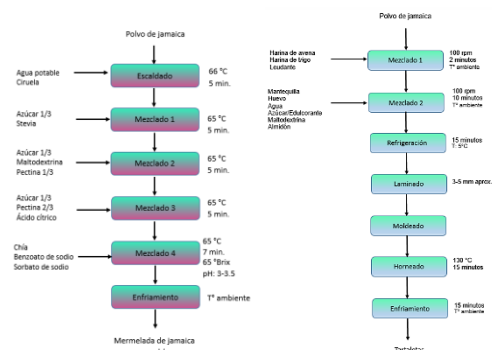 Polvo de jamaica
Agua potable
Ciruela
Escaldado
66 °C
5 min.
Azúcar 1/3
Stevia
Mezclado 1
65 °C
5 min.
Azúcar 1/3
Maltodextrina
Pectina 1/3
Mezclado 2
65 °C
5 min.
Azúcar 1/3
Pectina 2/3
Ácido cítrico
Mezclado 3
65 °C
5 min.
Chía
Benzoato de sodio
Sorbato de sodio
Mezclado 4
65 °C
7 min.
65 °Brix
pH: 3-3.5
Enfriamiento
Tº ambiente
Mermelada de jamaica
Polvo de jamaica
Harina de avena
Harina de trigo
Leudante
Mezclado 1
100 rpm
2 minutos
Tº ambiente
Mantequilla
Huevo
Agua
Azúcar/Edulcorante
Maltodextrina
Almidón
Mezclado 2
100 rpm
10 minutos
Tº ambiente
Refrigeración
15 minutos
T: 5°C
Laminado
3-5 mm aprox.
Moldeado
Horneado
130 °C
15 minutos
Enfriamiento
15 minutos
Tº ambiente